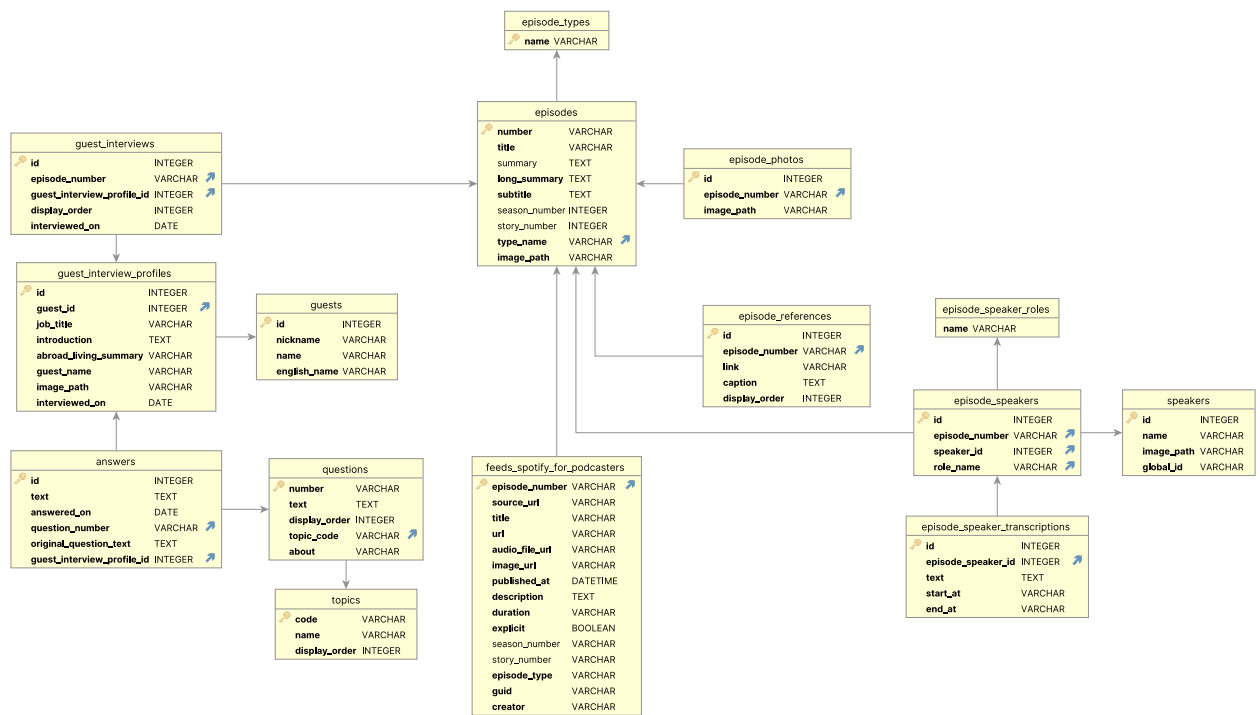 episode_types
name VARCHAR
episodes
number VARCHAR
title VARCHAR
summary TEXT
long_summary TEXT
subtitle TEXT
season_number INTEGER
story_number INTEGER
type_name VARCHAR
image_path VARCHAR
guest_interviews
id INTEGER
episode_number VARCHAR
guest_interview_profile_id INTEGER
display_order INTEGER
interviewed_on DATE
episode_photos
id INTEGER
episode_number VARCHAR
image_path VARCHAR
guest_interview_profiles
id INTEGER
guest_id INTEGER
job_title VARCHAR
introduction TEXT
abroad_living_summary VARCHAR
guest_name VARCHAR
image_path VARCHAR
interviewed_on DATE
guests
id INTEGER
nickname VARCHAR
name VARCHAR
english_name VARCHAR
episode_references
id INTEGER
episode_number VARCHAR
link VARCHAR
caption TEXT
display_order INTEGER
episode_speaker_roles
name VARCHAR
episode_speakers
id INTEGER
episode_number VARCHAR
speaker_id INTEGER
role_name VARCHAR
speakers
id INTEGER
name VARCHAR
image_path VARCHAR
global_id VARCHAR
answers
id INTEGER
text TEXT
answered_on DATE
question_number VARCHAR
original_question_text TEXT
guest_interview_profile_id INTEGER
questions
number VARCHAR
text TEXT
display_order INTEGER
topic_code VARCHAR
about VARCHAR
feeds_spotify_for_podcasters
episode_number VARCHAR
source_url VARCHAR
title VARCHAR
url VARCHAR
audio_file_url VARCHAR
image_url VARCHAR
published_at DATETIME
description TEXT
duration VARCHAR
explicit BOOLEAN
season_number VARCHAR
story_number VARCHAR
episode_type VARCHAR
guid VARCHAR
creator VARCHAR
episode_speaker_transcriptions
id INTEGER
episode_speaker_id INTEGER
text TEXT
start_at VARCHAR
end_at VARCHAR
topics
code VARCHAR
name VARCHAR
display_order INTEGER